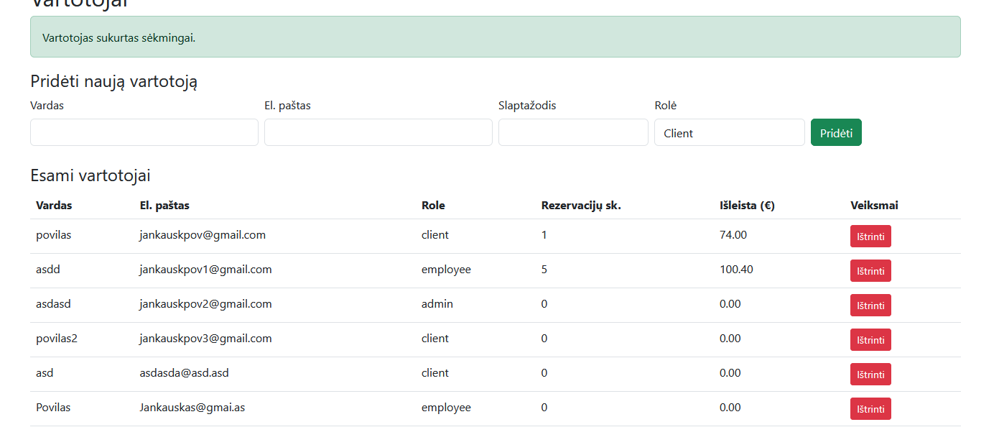 Vartotojai
Vartotojas sukurtas sėkmingai.
Pridėti naują vartotoją
Vardas El. paštas Slaptažodis Rolė
Client Pridėti
Esami vartotojai
Vardas El. paštas Role Rezervacijų sk. Išleista (€) Veiksmai
povilas jankauskpov@gmail.com client 1 74.00 Ištrinti
asdd jankauskpov1@gmail.com employee 5 100.40 Ištrinti
asdasd jankauskpov2@gmail.com admin 0 0.00 Ištrinti
povilas2 jankauskpov3@gmail.com client 0 0.00 Ištrinti
asd asdasda@asd.asd client 0 0.00 Ištrinti
Povilas Jankauskas@gmai.as employee 0 0.00 Ištrinti